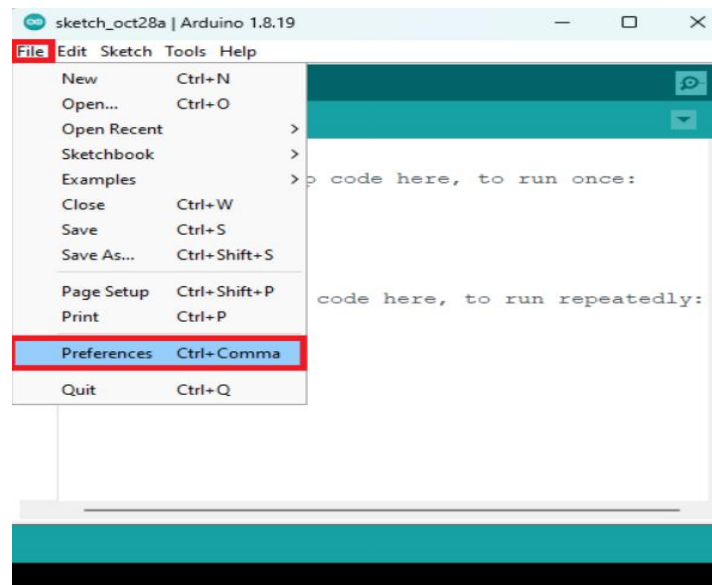 sketch_oct28a | Arduino 1.8.19
File Edit Sketch Tools Help
New Ctrl+N
Open... Ctrl+O
Open Recent >
Sketchbook >
Examples >
code here, to run once:
Close Ctrl+W
Save Ctrl+S
Save As... Ctrl+Shift+S
Page Setup Ctrl+Shift+P
code here, to run repeatedly:
Print Ctrl+P
Preferences Ctrl+Comma
Quit Ctrl+Q